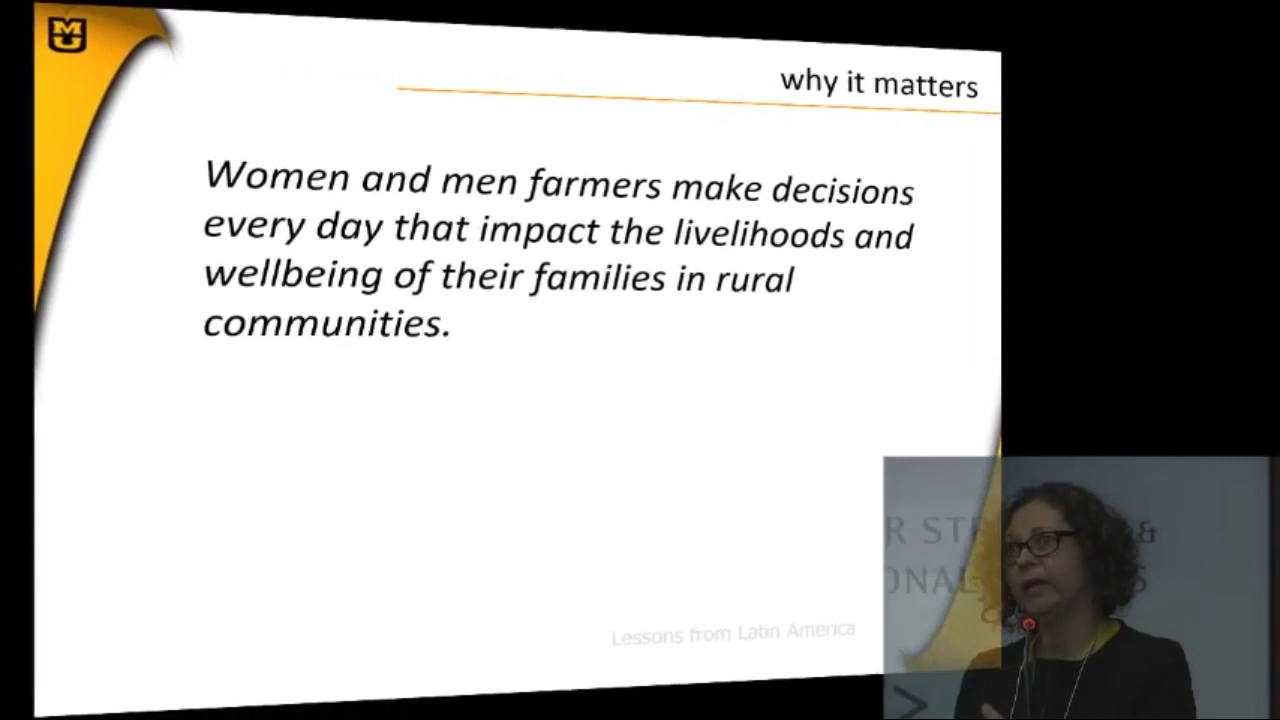 MU
why it matters
Women and men farmers make decisions
every day that impact the livelihoods and
wellbeing of their families in rural
communities.
Lessons from Latin America
&